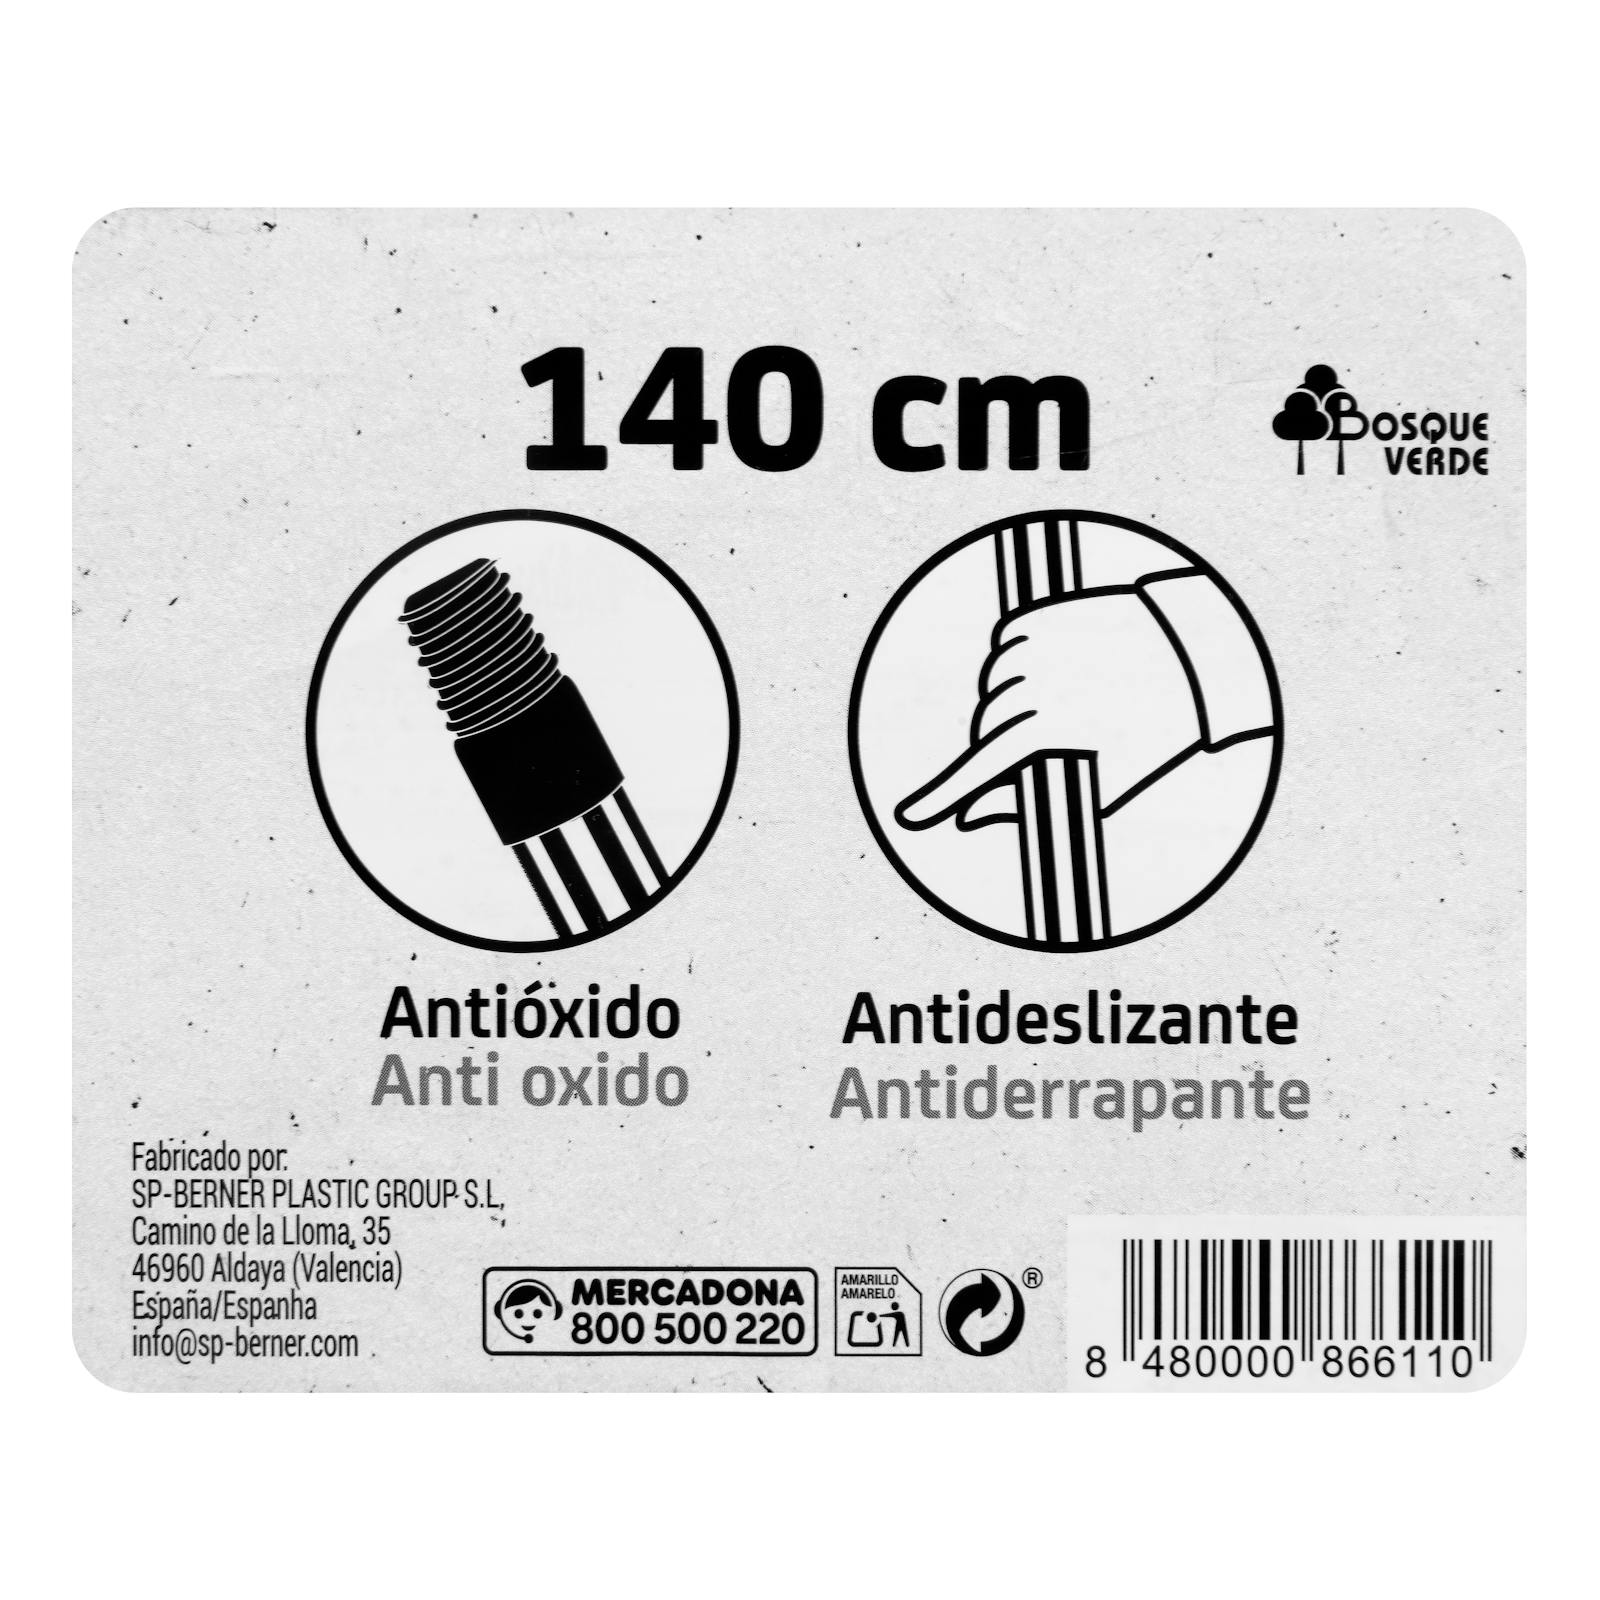 140 cm
BOSQUE
VERDE
Antióxido
Anti oxido
Antideslizante
Antiderrapante
Fabricado por:
SP-BERNER PLASTIC GROUP S.L,
Camino de la Lloma, 35
46960 Aldaya (Valencia)
España/Espanha
info@sp-berner.com
MERCADONA
800 500 220
AMARILLO
AMARELO
®
8 480000 866110